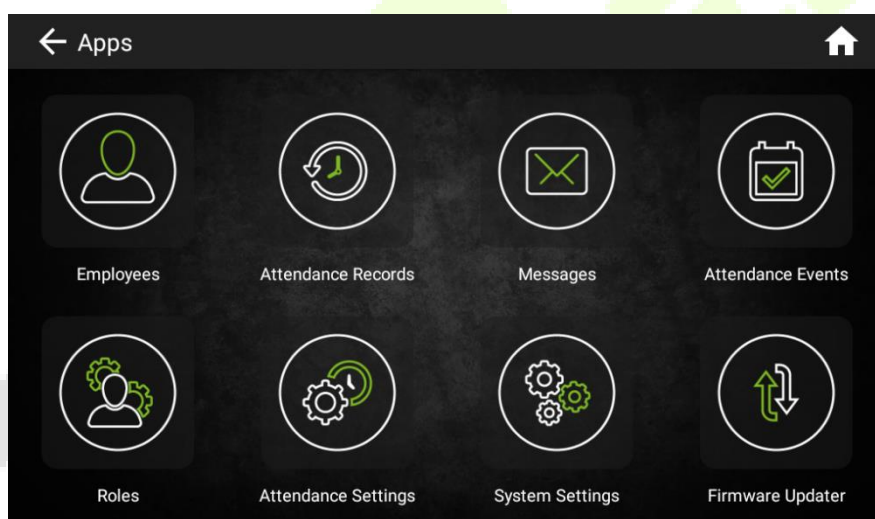 Apps
Employees
Attendance Records
Messages
Attendance Events
Roles
Attendance Settings
System Settings
Firmware Updater